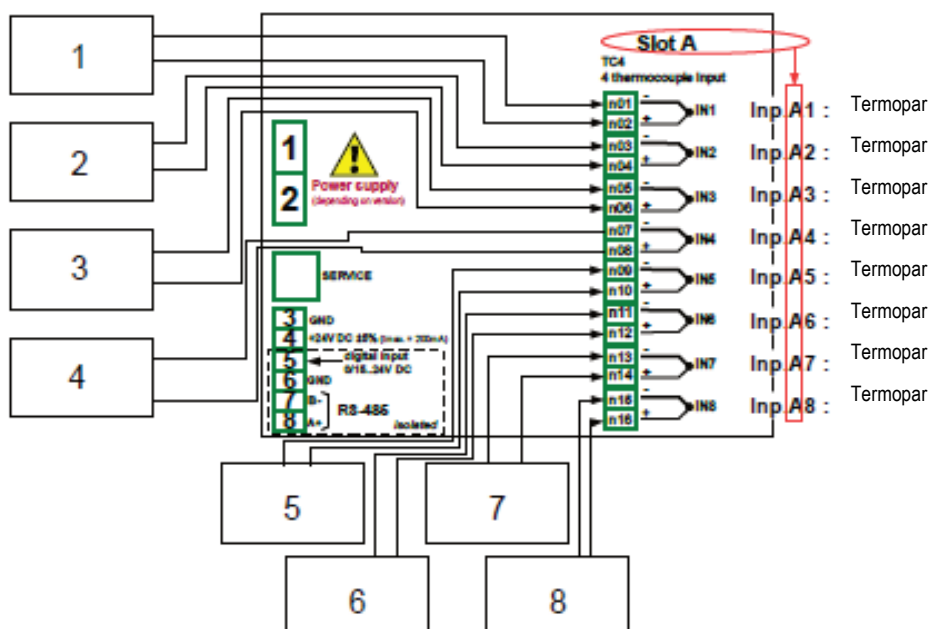 1
2
3
4
5
6
7
8
Slot A
TC4
4 thermocouple Input
n01 - IN1 Inp.A1 : Termopar
n02 +
n03 - IN2 Inp.A2 : Termopar
n04 +
n05 - IN3 Inp.A3 : Termopar
n06 +
n07 - IN4 Inp.A4 : Termopar
n08 +
n09 - IN5 Inp.A5 : Termopar
n10 +
n11 - IN6 Inp.A6 : Termopar
n12 +
n13 - IN7 Inp.A7 : Termopar
n14 +
n15 - IN8 Inp.A8 : Termopar
n16 +
1
2
Power supply
(depending on version)
SERVICE
3 GND
4 +24V DC ±5% (Imax. = 200mA)
5 digital input
0/15..24V DC
6 GND
7 B-
RS-485
8 A+
isolated